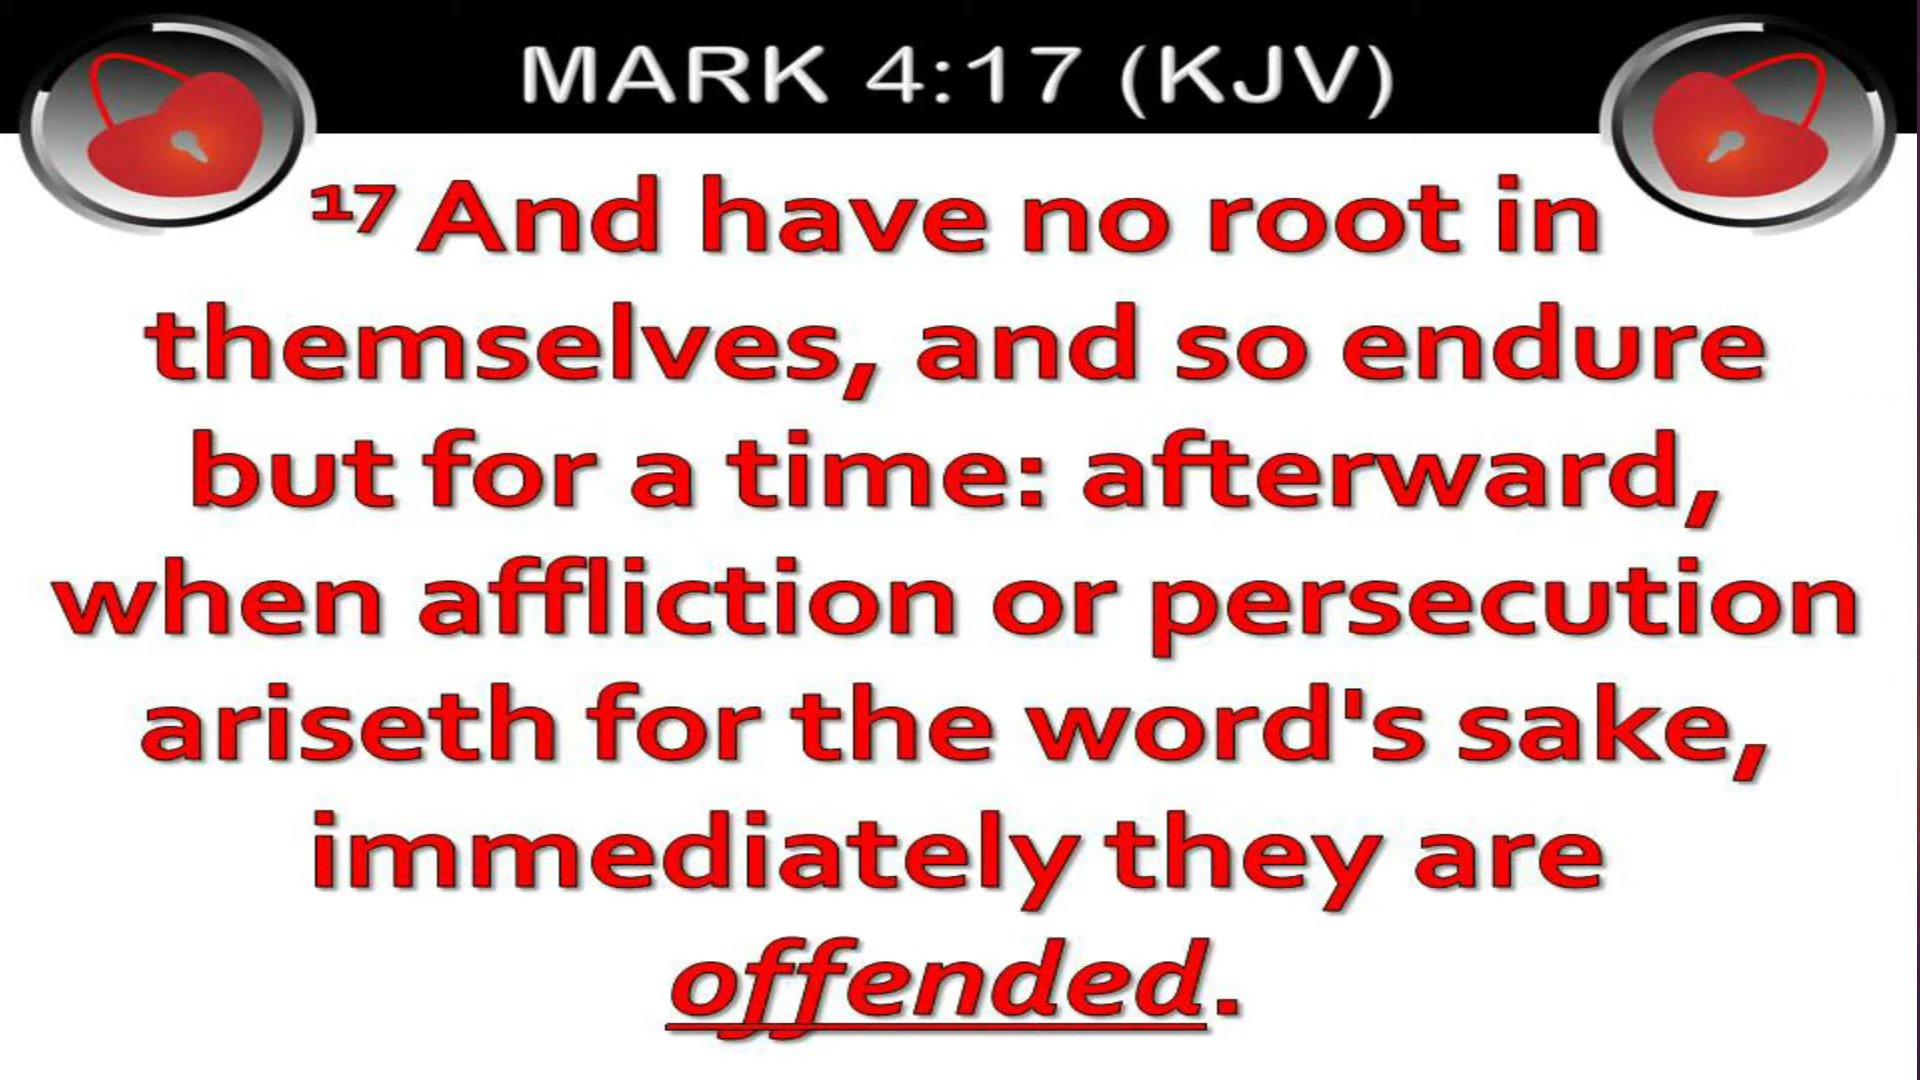 MARK 4:17 (KJV)
17 And have no root in
themselves, and so endure
but for a time: afterward,
when affliction or persecution
ariseth for the word's sake,
immediately they are
offended.